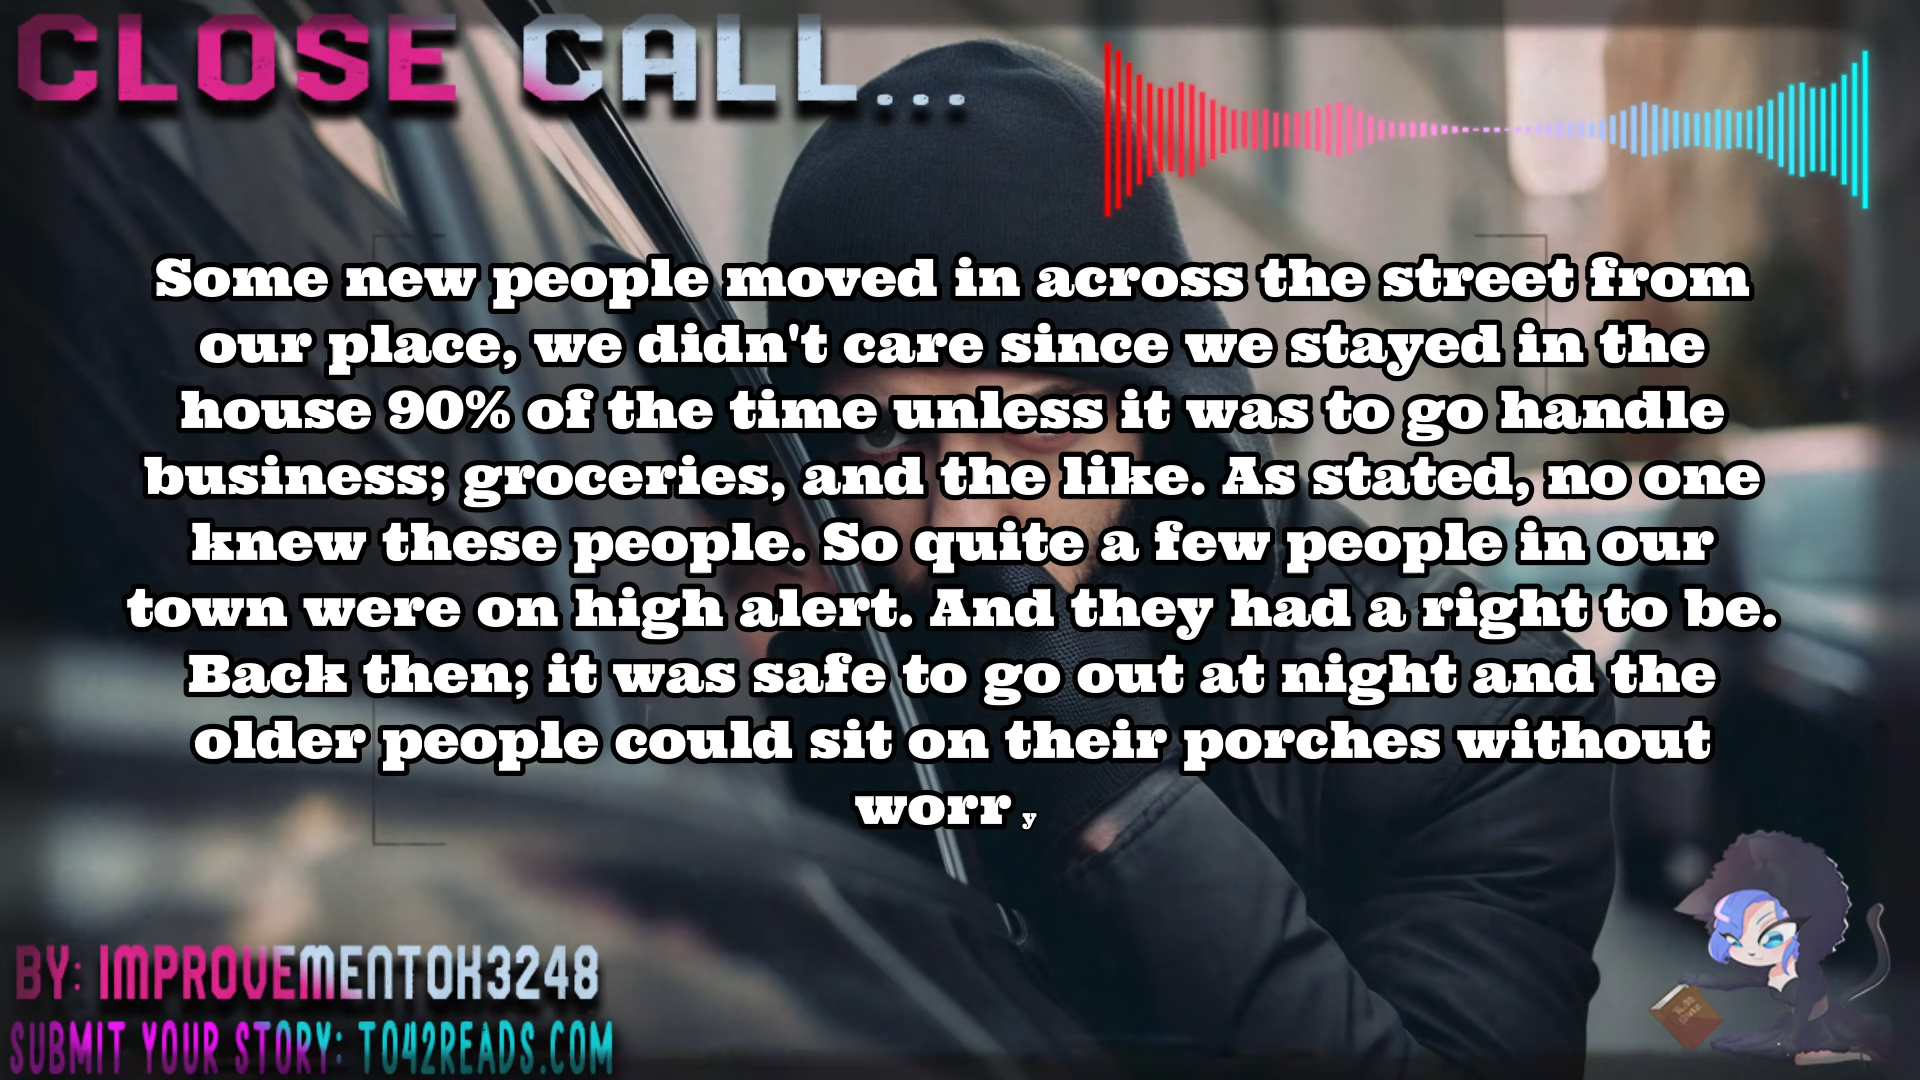 CLOSE CALL...
Some new people moved in across the street from
our place, we didn't care since we stayed in the
house 90% of the time unless it was to go handle
business; groceries, and the like. As stated, no one
knew these people. So quite a few people in our
town were on high alert. And they had a right to be.
Back then; it was safe to go out at night and the
older people could sit on their porches without
worry
BY: IMPROVEMENTOK3248
SUBMIT YOUR STORY: TO42READS.COM